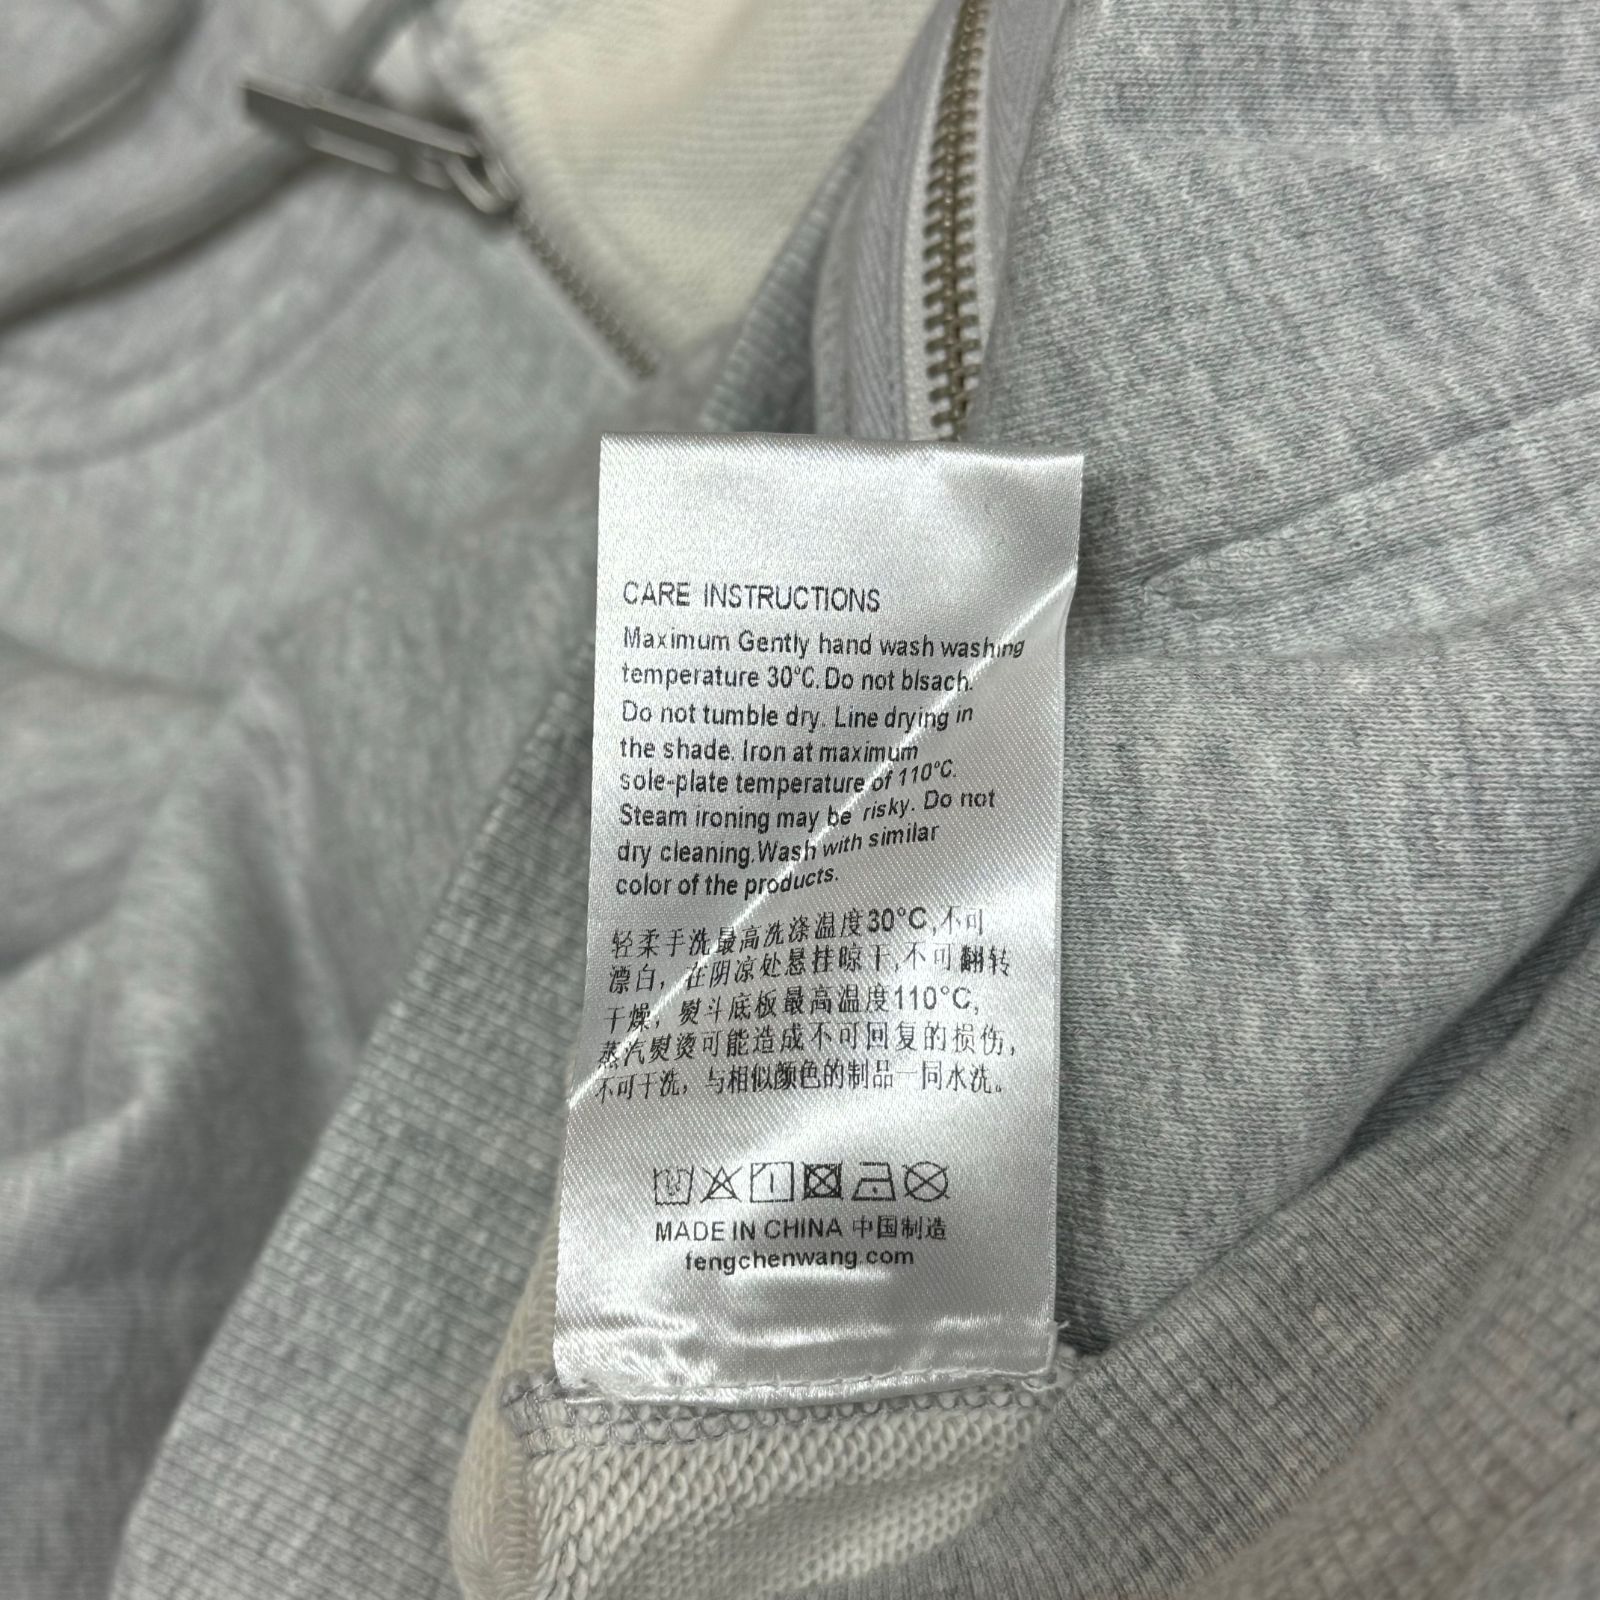 CARE INSTRUCTIONS
Maximum Gently hand wash washing
temperature 30°C.Do not blsach.
Do not tumble dry. Line drying in
the shade. Iron at maximum
sole-plate temperature of 110°C.
Steam ironing may be risky. Do not
dry cleaning.Wash with similar
color of the products.
轻柔手洗最高洗涤温度30°C,不可
漂白，在阴凉处悬挂晾干,不可翻转
干燥，熨斗底板最高温度110°C,
蒸汽熨烫可能造成不可回复的损伤，
不可干洗，与相似颜色的制品一同水洗。
MADE IN CHINA 中国制造
fengchenwang.com